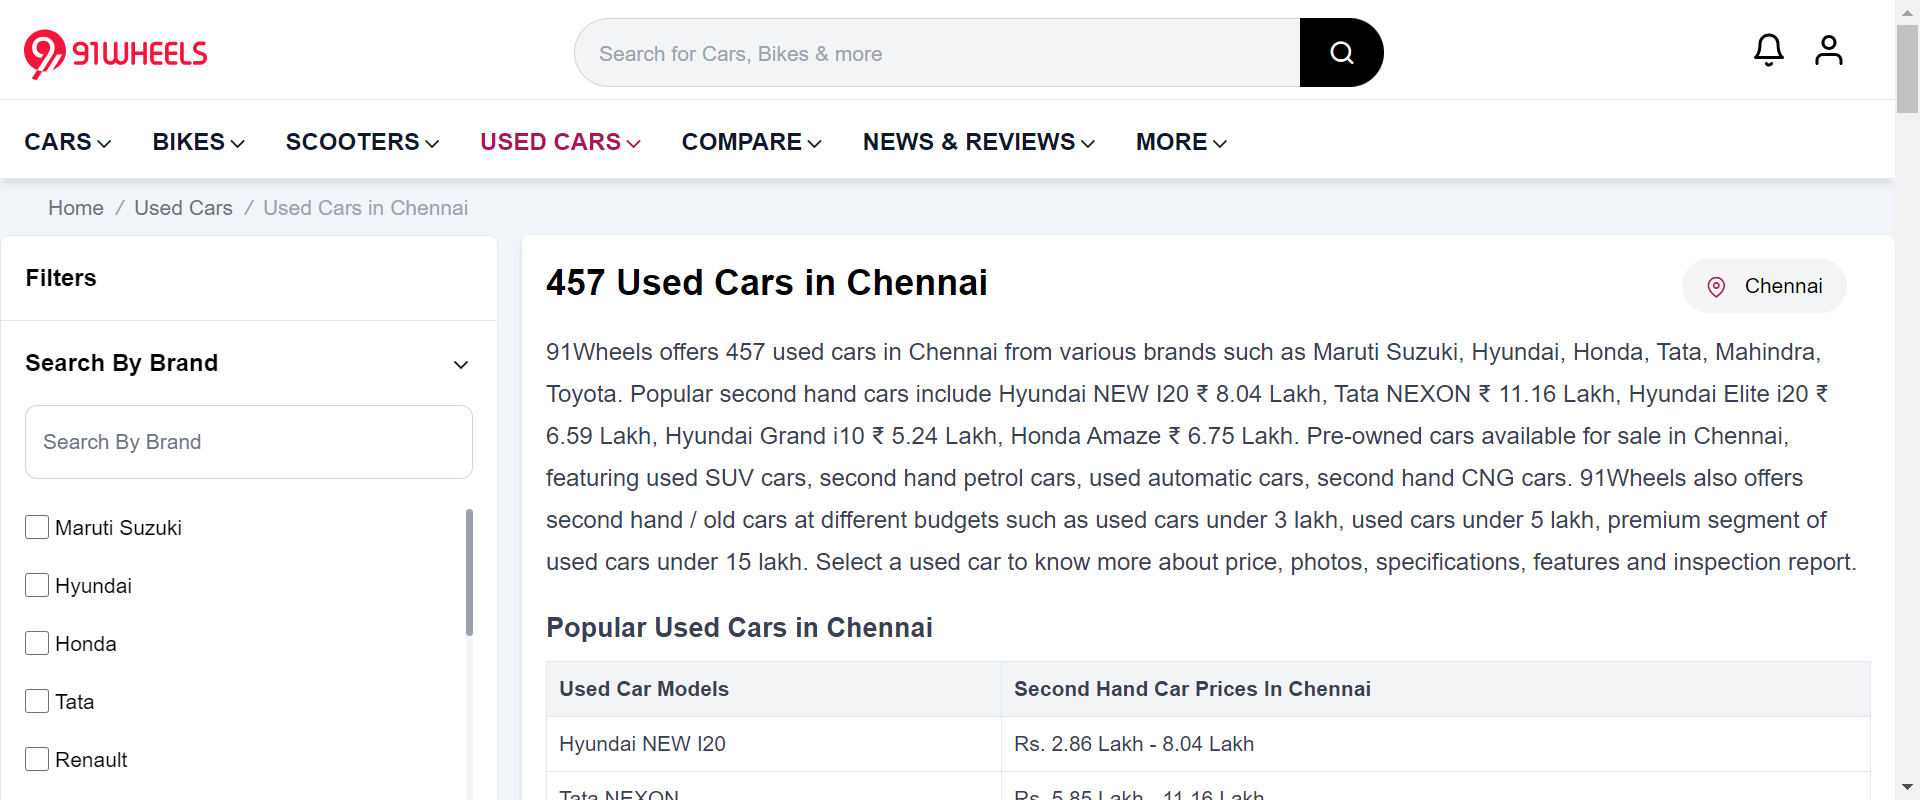 91WHEELS
Search for Cars, Bikes & more
CARS BIKES SCOOTERS USED CARS COMPARE NEWS & REVIEWS MORE
Home / Used Cars / Used Cars in Chennai
Filters
Search By Brand
Search By Brand
Maruti Suzuki
Hyundai
Honda
Tata
Renault
457 Used Cars in Chennai
Chennai
91Wheels offers 457 used cars in Chennai from various brands such as Maruti Suzuki, Hyundai, Honda, Tata, Mahindra,
Toyota. Popular second hand cars include Hyundai NEW I20 ₹ 8.04 Lakh, Tata NEXON ₹ 11.16 Lakh, Hyundai Elite i20 ₹
6.59 Lakh, Hyundai Grand i10 ₹ 5.24 Lakh, Honda Amaze ₹ 6.75 Lakh. Pre-owned cars available for sale in Chennai,
featuring used SUV cars, second hand petrol cars, used automatic cars, second hand CNG cars. 91Wheels also offers
second hand / old cars at different budgets such as used cars under 3 lakh, used cars under 5 lakh, premium segment of
used cars under 15 lakh. Select a used car to know more about price, photos, specifications, features and inspection report.
Popular Used Cars in Chennai
Used Car Models Second Hand Car Prices In Chennai
Hyundai NEW I20 Rs. 2.86 Lakh - 8.04 Lakh
Tata NEXON Rs. 5.85 Lakh - 11.16 Lakh